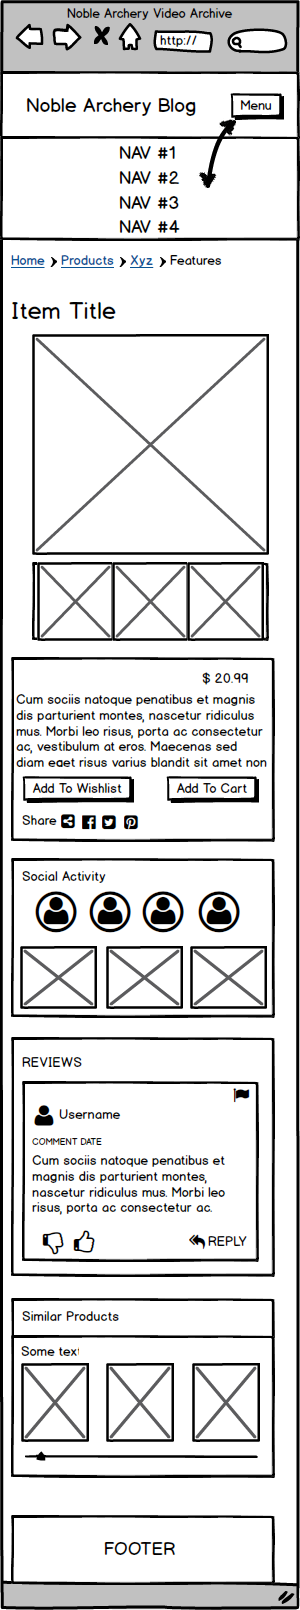 Noble Archery Video Archive
http://
Noble Archery Blog
Menu
NAV #1
NAV #2
NAV #3
NAV #4
Home Products Xyz Features
Item Title
$ 20.99
Cum sociis natoque penatibus et magnis
dis parturient montes, nascetur ridiculus
mus. Morbi leo risus, porta ac consectetur
ac, vestibulum at eros. Maecenas sed
diam eget risus varius blandit sit amet non
Add To Wishlist
Add To Cart
Share
Social Activity
REVIEWS
Username
COMMENT DATE
Cum sociis natoque penatibus et
magnis dis parturient montes,
nascetur ridiculus mus. Morbi leo
risus, porta ac consectetur ac.
REPLY
Similar Products
Some text
FOOTER